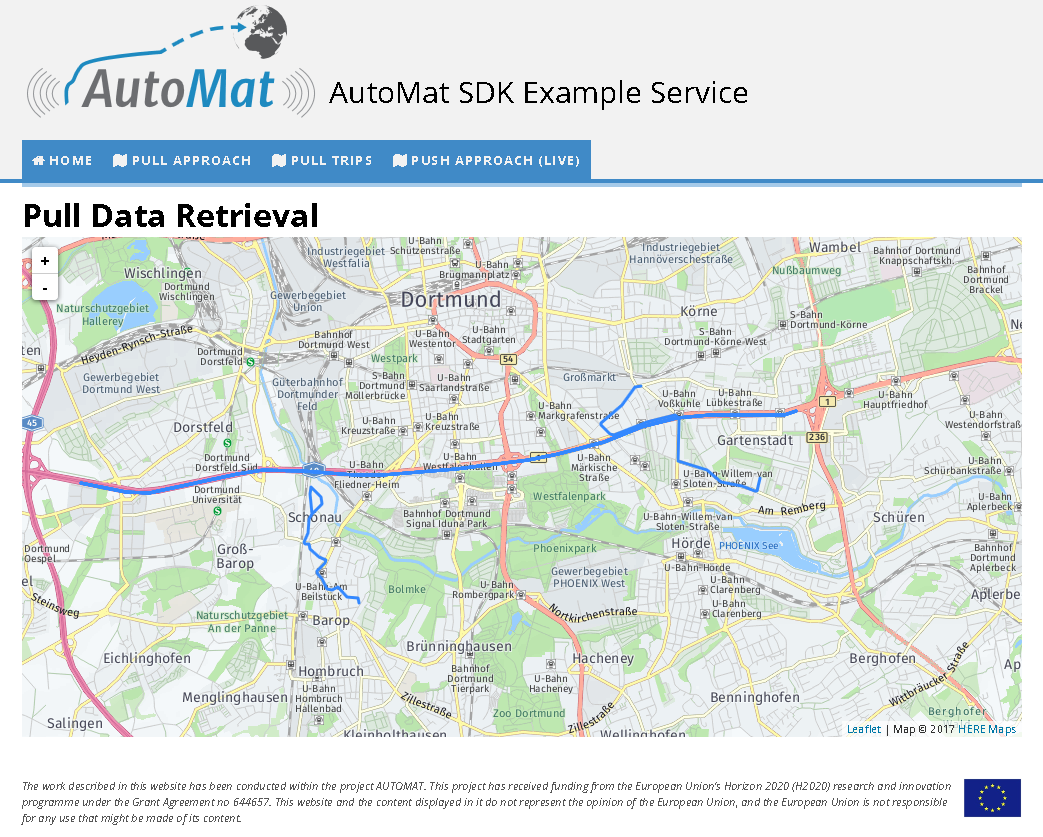 AutoMat
AutoMat SDK Example Service
HOME
PULL APPROACH
PULL TRIPS
PUSH APPROACH (LIVE)
Pull Data Retrieval
+
-
Industriegebiet
Westfalia
U-Bahn
Schützenstraße
U-Bahn
Brügmannplatz
Industriegebiet
Hannöverschestraße
Wambel
Bahnhof Dortmund
Knappschaftskh.
Nußbaumweg
Bahnhof
Dortmund
Brackel
Wischlingen
Dortmund
Wischlingen
Gewerbegebiet
Union
Dortmund
Naturschutzgebiet
Hallerey
Körne
S-Bahn
Dortmund-Körne
Heyden-Rynsch-Straße
Bahnhof
Dortmund West
U-Bahn
Westentor
U-Bahn
Stadtgarten
S-Bahn
Dortmund-Körne-West
Dortmund
Dorstfeld
S
Westpark
54
Gewerbegebiet
Dortmund West
Güterbahnhof
Dortmunder
Feld
S-Bahn
Dortmund
Möllerbrücke
U-Bahn
Saarlandstraße
Großmarkt
U-Bahn
Voßkuhle
U-Bahn
Lübkestraße
1
U-Bahn
Hauptfriedhof
45
U-Bahn
Kreuzstraße
U-Bahn
Kreuzstraße
U-Bahn
Markgrafenstraße
U-Bahn
Westendorfstraß
Dorstfeld
S
Gartenstadt
236
Dortmund
Dorstfeld Süd
U-Bahn
Westfalenhallen
U-Bahn
Theodor-
Fliedner-Heim
U-Bahn
Märkische
Straße
U-Bahn
Schürbankstraße
Dortmund
Universität
S
U-Bahn-Willem-van
Sloten-Straße
Westfalenpark
U-Bahn
Aplerbeck
Schönau
Bahnhof Dortmund
Signal Iduna Park
U-Bahn-Willem-van
Sloten-Straße
Am Remberg
Schüren
Dortmund
Oespel
Groß-
Barop
Phoenixpark
Hörde
PHOENIX See
Bahnhof
Dortmund
Aplerbeck
U-Bahn-Hörde
Gewerbegebiet
PHOENIX West
U-Bahn-Am
Beilstück
Bolmke
U-Bahn
Rombergpark
U-Bahn
Clarenberg
Aplerbe
Steinsweg
Naturschutzgebiet
An der Panne
Barop
Nortkirchenstraße
U-Bahn
Clarenberg
Eichlinghofen
Brünninghausen
Hacheney
Berghofen
Hombruch
Bahnhof
Dortmund
Tierpark
U-Bahn
Hacheney
Menglinghausen
U-Bahn
Hombruch
Hallenbad
Zillestraße
Benninghofen
Wittbräucker Straße
Salingen
Zoo Dortmund
Zillestraße
Berghofer
Kleinholthausen
Wellinghofen
Leaflet | Map © 2017 HERE Maps
The work described in this website has been conducted within the project AUTOMAT. This project has received funding from the European Union's Horizon 2020 (H2020) research and innovation
programme under the Grant Agreement no 644657. This website and the content displayed in it do not represent the opinion of the European Union, and the European Union is not responsible
for any use that might be made of its content.